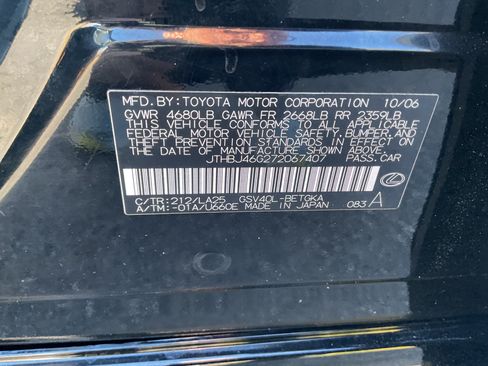 MFD. BY: TOYOTA MOTOR CORPORATION 10/06
GVWR 4680LB GAWR FR 2668LB RR 2359LB
THIS VEHICLE CONFORMS TO ALL APPLICABLE
FEDERAL MOTOR VEHICLE SAFETY, BUMPER, AND
THEFT PREVENTION STANDARDS IN EFFECT ON
THE DATE OF MANUFACTURE SHOWN ABOVE.
JTHBJ46G272067407 PASS. CAR
C/TR: 212/LA25 GSV40L-BETGKA
A/TM: -01A/U660E MADE IN JAPAN 083 A